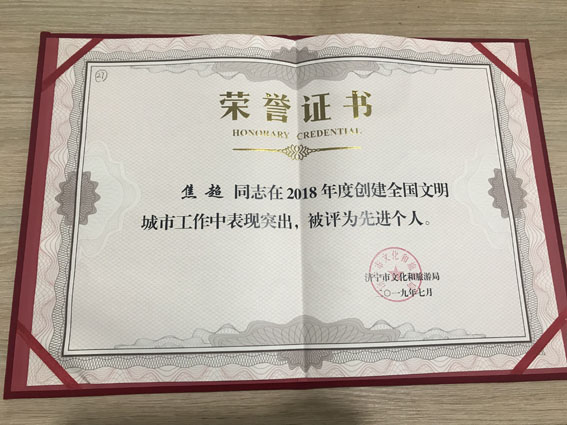 27
荣誉证书
HONORARY CREDENTIAL
焦超 同志在2018年度创建全国文明
城市工作中表现突出，被评为先进个人。
济宁市文化和旅游局
二〇一九年七月